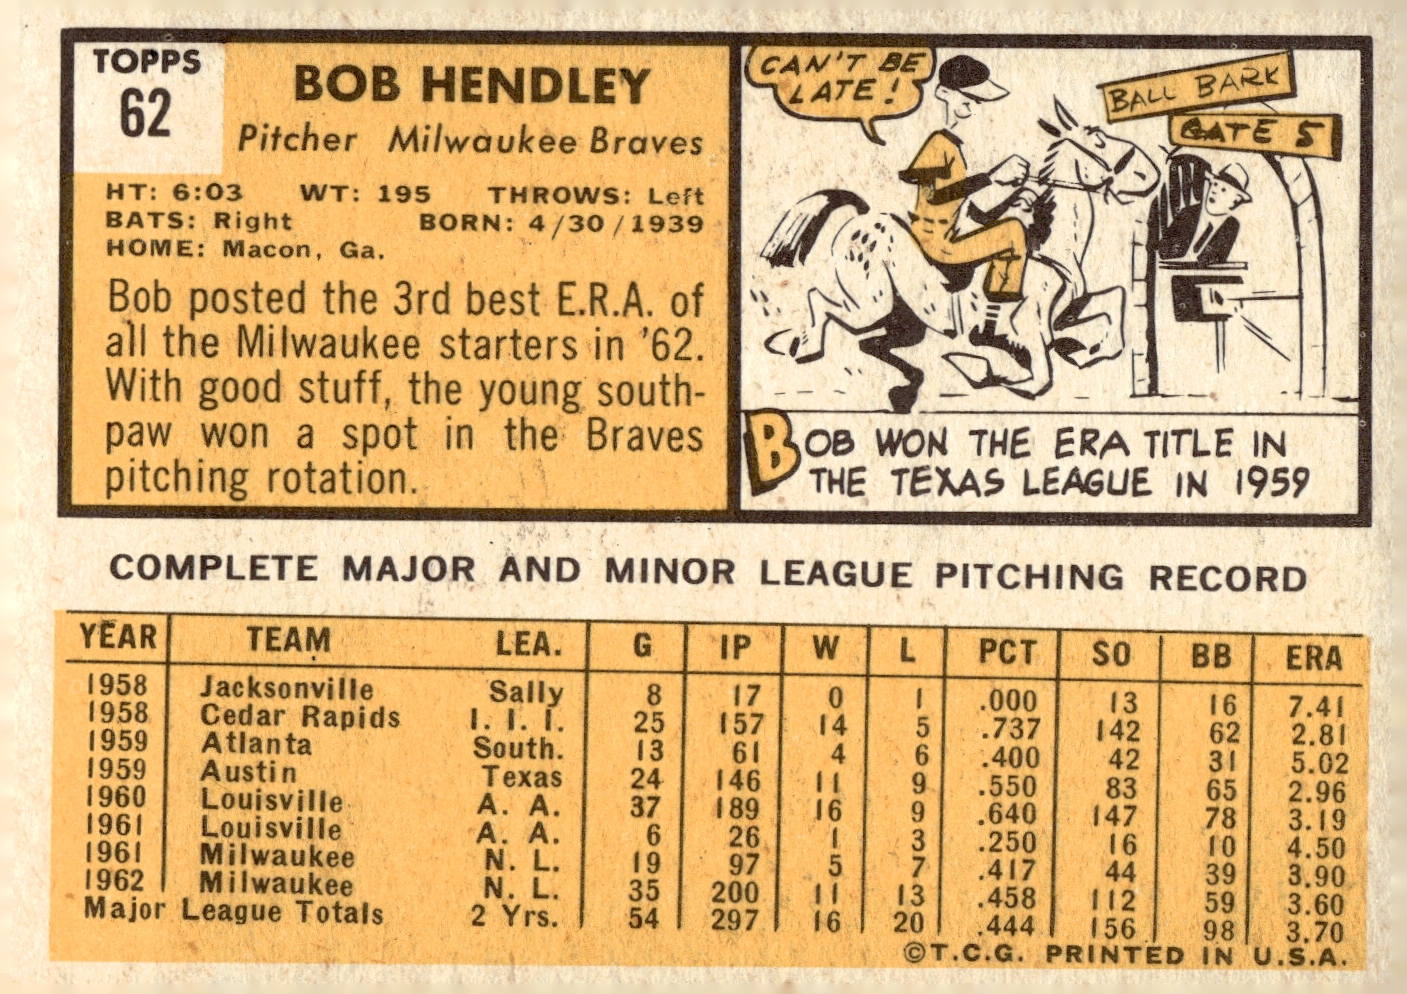 TOPPS
62
BOB HENDLEY
Pitcher Milwaukee Braves
HT: 6:03 WT: 195 THROWS: Left
BATS: Right BORN: 4/30/1939
HOME: Macon, Ga.
Bob posted the 3rd best E.R.A. of
all the Milwaukee starters in '62.
With good stuff, the young south-
paw won a spot in the Braves
pitching rotation.
CAN'T BE
LATE!
BALL BARK
GATE 5
BOB WON THE ERA TITLE IN
THE TEXAS LEAGUE IN 1959
COMPLETE MAJOR AND MINOR LEAGUE PITCHING RECORD
YEAR TEAM LEA. G IP W L PCT SO BB ERA
1958 Jacksonville Sally 8 17 0 1 .000 13 16 7.41
1958 Cedar Rapids I. I. I. 25 157 14 5 .737 142 62 2.81
1959 Atlanta South. 13 61 4 6 .400 42 31 5.02
1959 Austin Texas 24 146 11 9 .550 83 65 2.96
1960 Louisville A. A. 37 189 16 9 .640 147 78 3.19
1961 Louisville A. A. 6 26 1 3 .250 16 10 4.50
1961 Milwaukee N. L. 19 97 5 7 .417 44 39 3.90
1962 Milwaukee N. L. 35 200 11 13 .458 112 59 3.60
Major League Totals 2 Yrs. 54 297 16 20 .444 156 98 3.70
©T.C.G. PRINTED IN U.S.A.